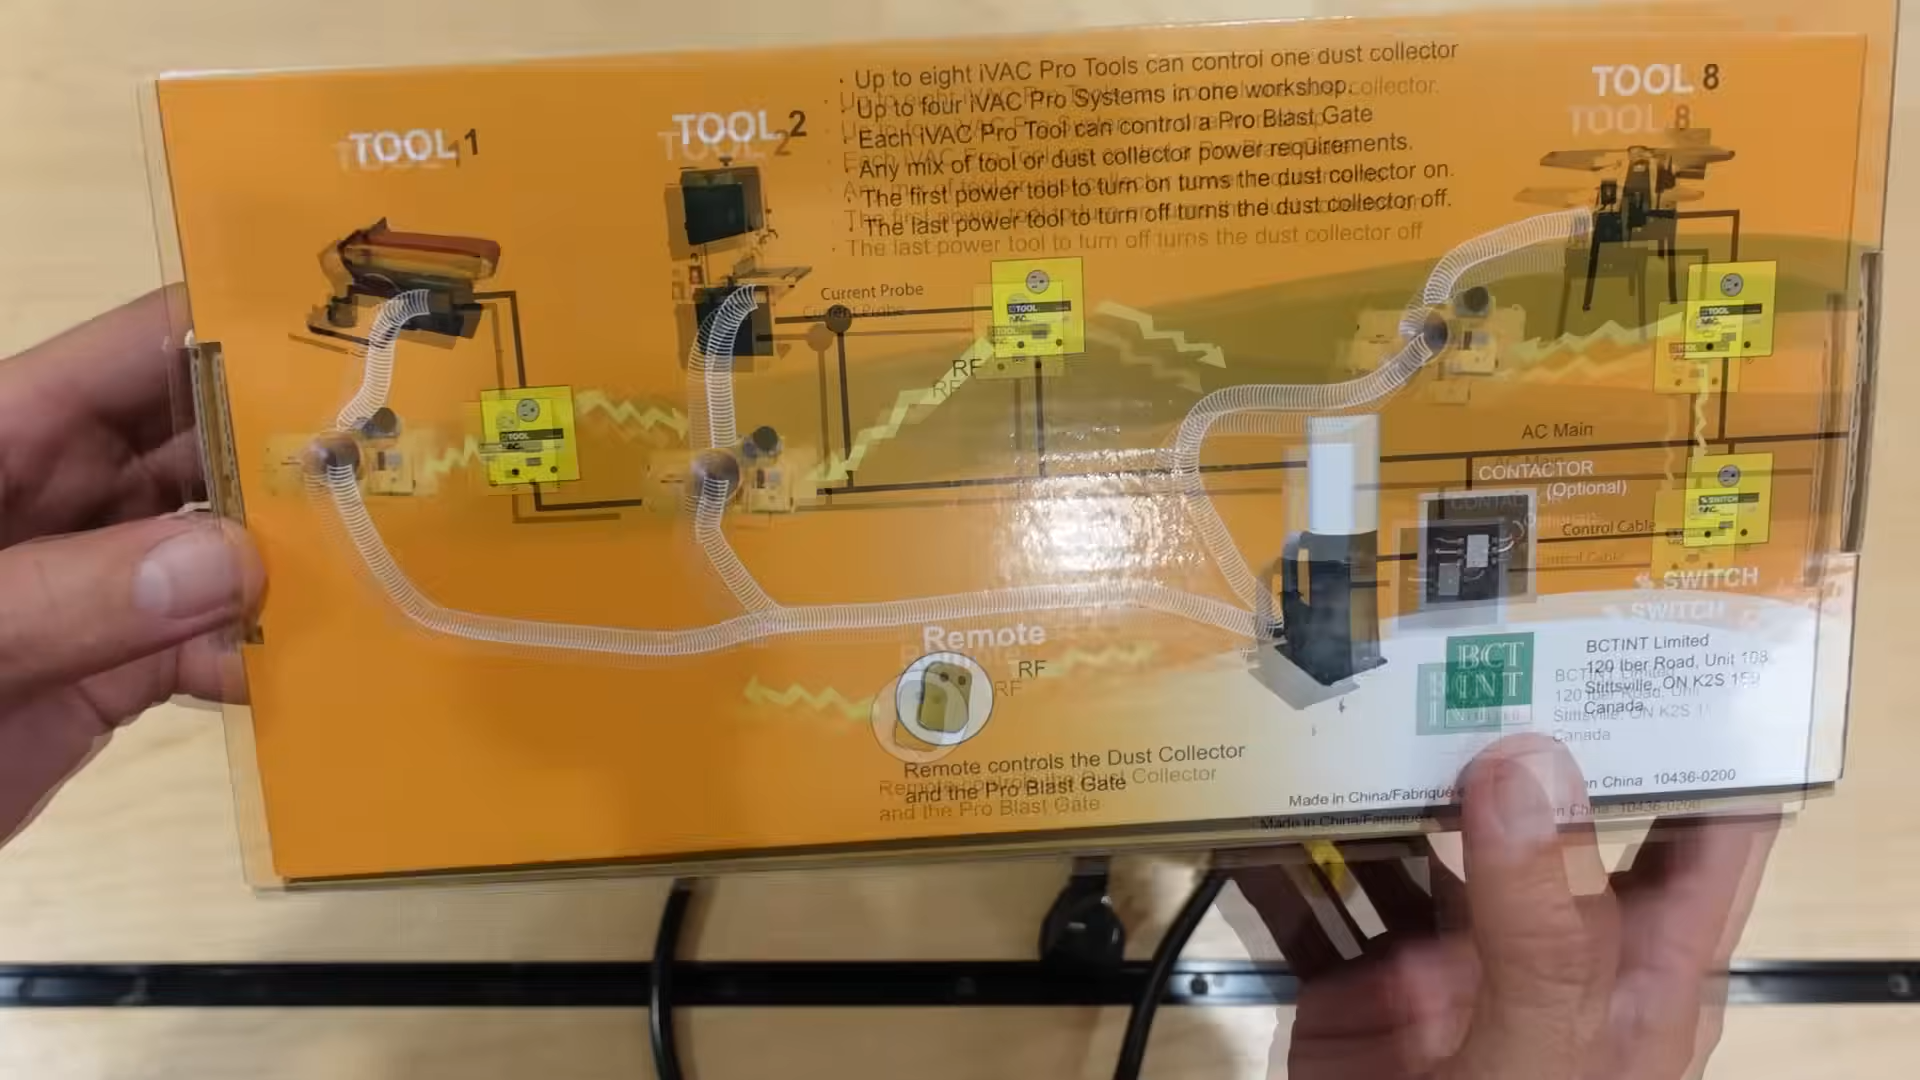 · Up to eight iVAC Pro Tools can control one dust collector
· Up to four iVAC Pro Systems in one workshop.
· Each iVAC Pro Tool can control a Pro Blast Gate
· Any mix of tool or dust collector power requirements.
· The first power tool to turn on turns the dust collector on.
· The last power tool to turn off turns the dust collector off.
TOOL 1
TOOL 2
TOOL 8
Current Probe
TOOL
iVAC
RF
TOOL
AC Main
CONTACTOR
(Optional)
Control Cable
SWITCH
SWITCH
Remote
RF
Remote controls the Dust Collector
and the Pro Blast Gate
BCT
INT
BCTINT Limited
120 Iber Road, Unit 108
Stittsville, ON K2S 1E9
Canada
Made in China/Fabriqué
n China 10436-0200